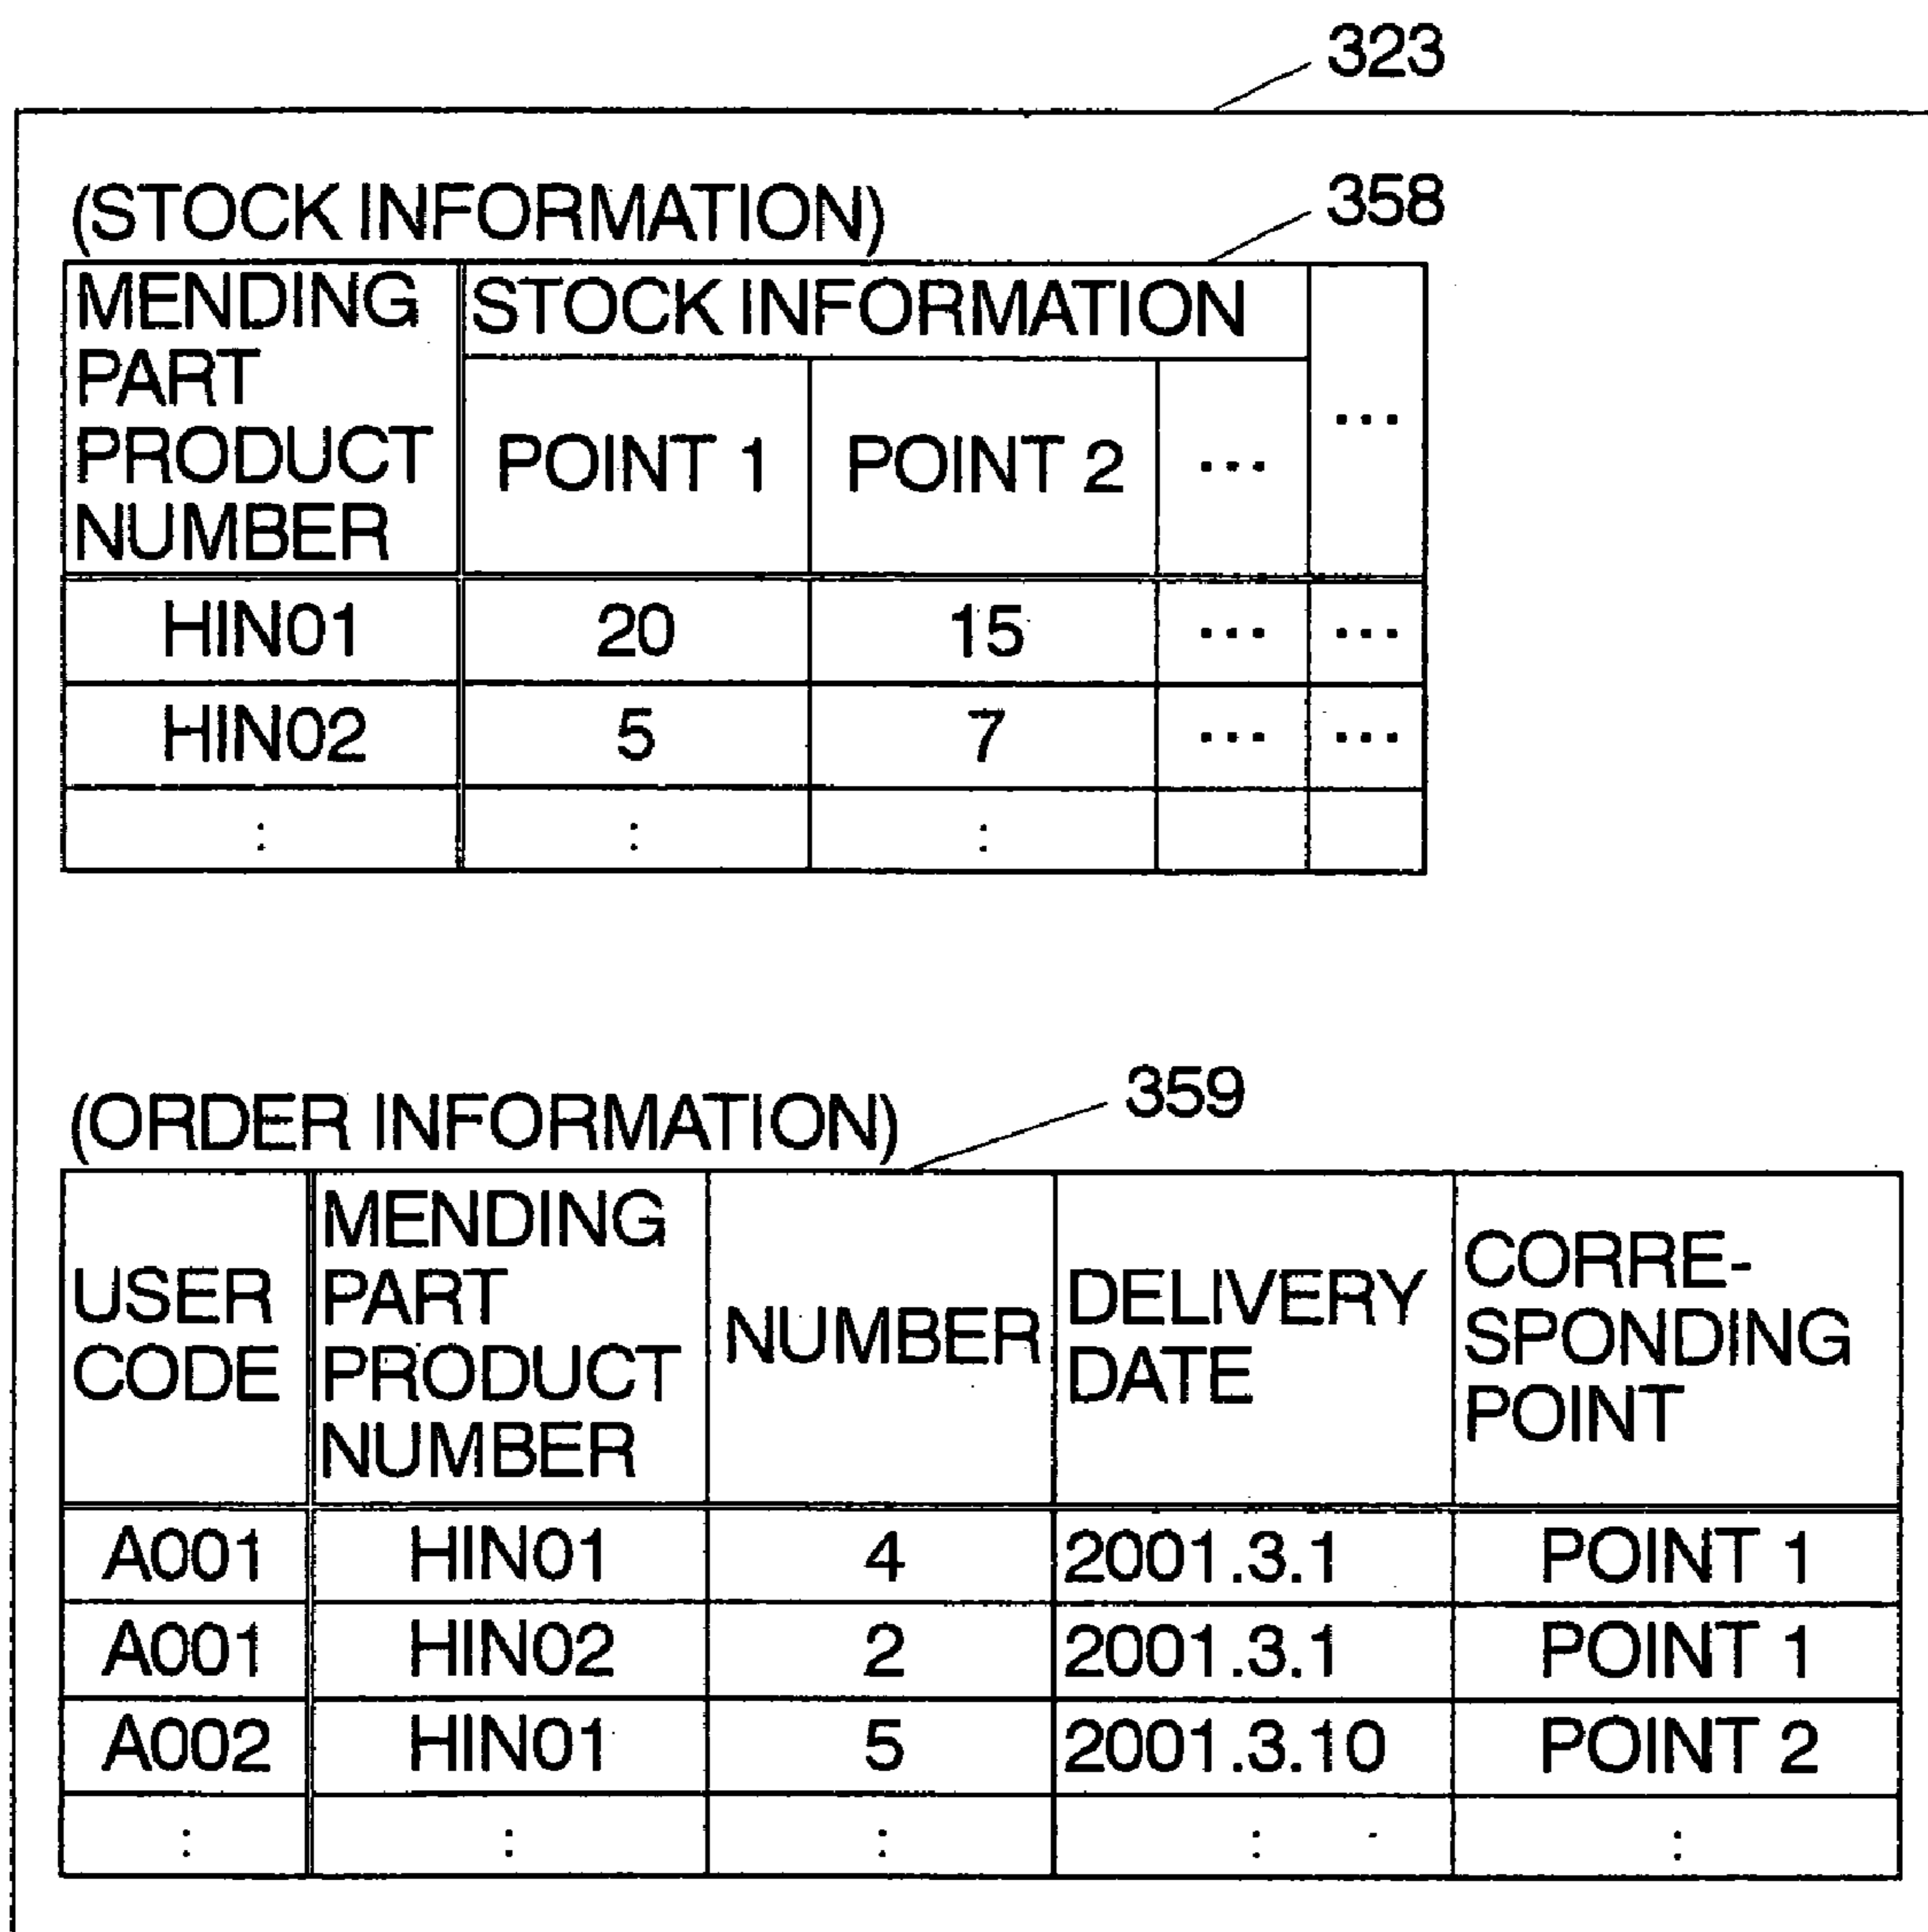 323
(STOCK INFORMATION)
358
MENDING
PART
PRODUCT
NUMBER
STOCK INFORMATION
POINT 1 POINT 2 ... ...
HIN01 20 15 ... ...
HIN02 5 7 ... ...
: : :
(ORDER INFORMATION)
359
USER
CODE
MENDING
PART
PRODUCT
NUMBER
NUMBER
DELIVERY
DATE
CORRE-
SPONDING
POINT
A001 HIN01 4 2001.3.1 POINT 1
A001 HIN02 2 2001.3.1 POINT 1
A002 HIN01 5 2001.3.10 POINT 2
: : : : :